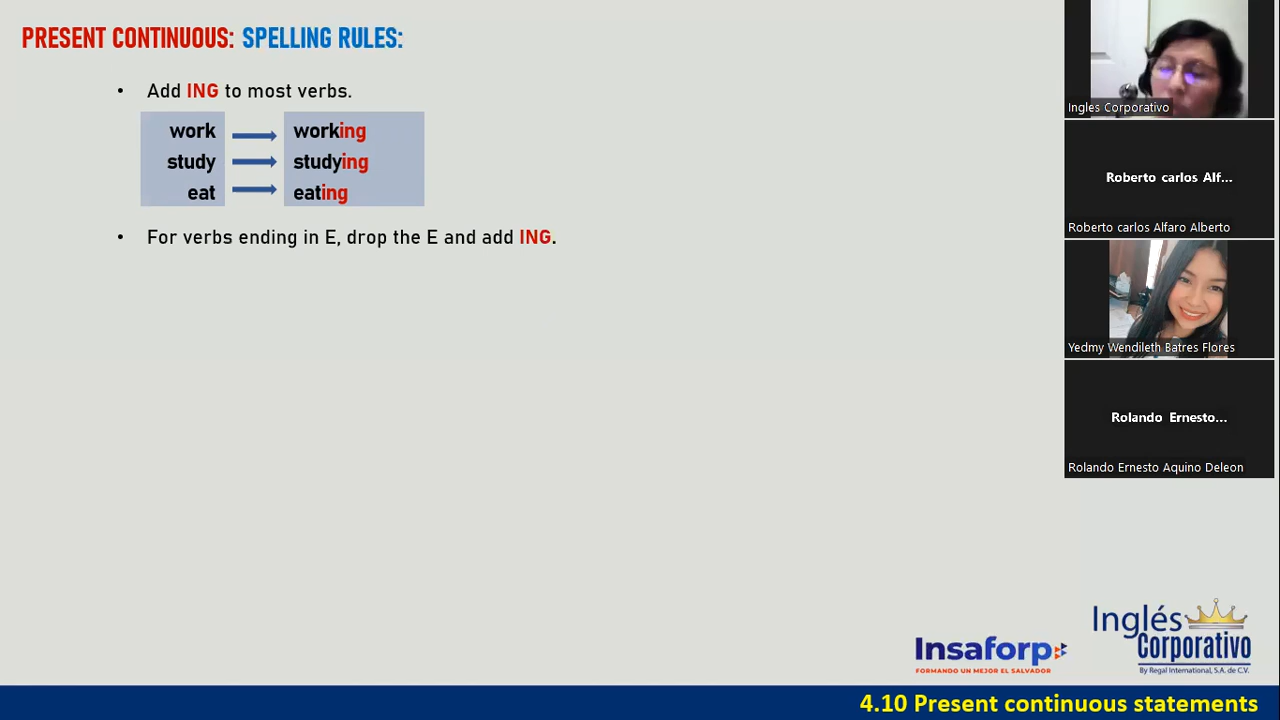 PRESENT CONTINUOUS: SPELLING RULES:
• Add ING to most verbs.
work working
study studying
eat eating
• For verbs ending in E, drop the E and add ING.
Ingles Corporativo
Roberto carlos Alf...
Roberto carlos Alfaro Alberto
Yedmy Wendileth Batres Flores
Rolando Ernesto...
Rolando Ernesto Aquino Deleon
Insaforp
FORMANDO UN MEJOR EL SALVADOR
Inglés
Corporativo
By Regal International, S.A. de C.V.
4.10 Present continuous statements